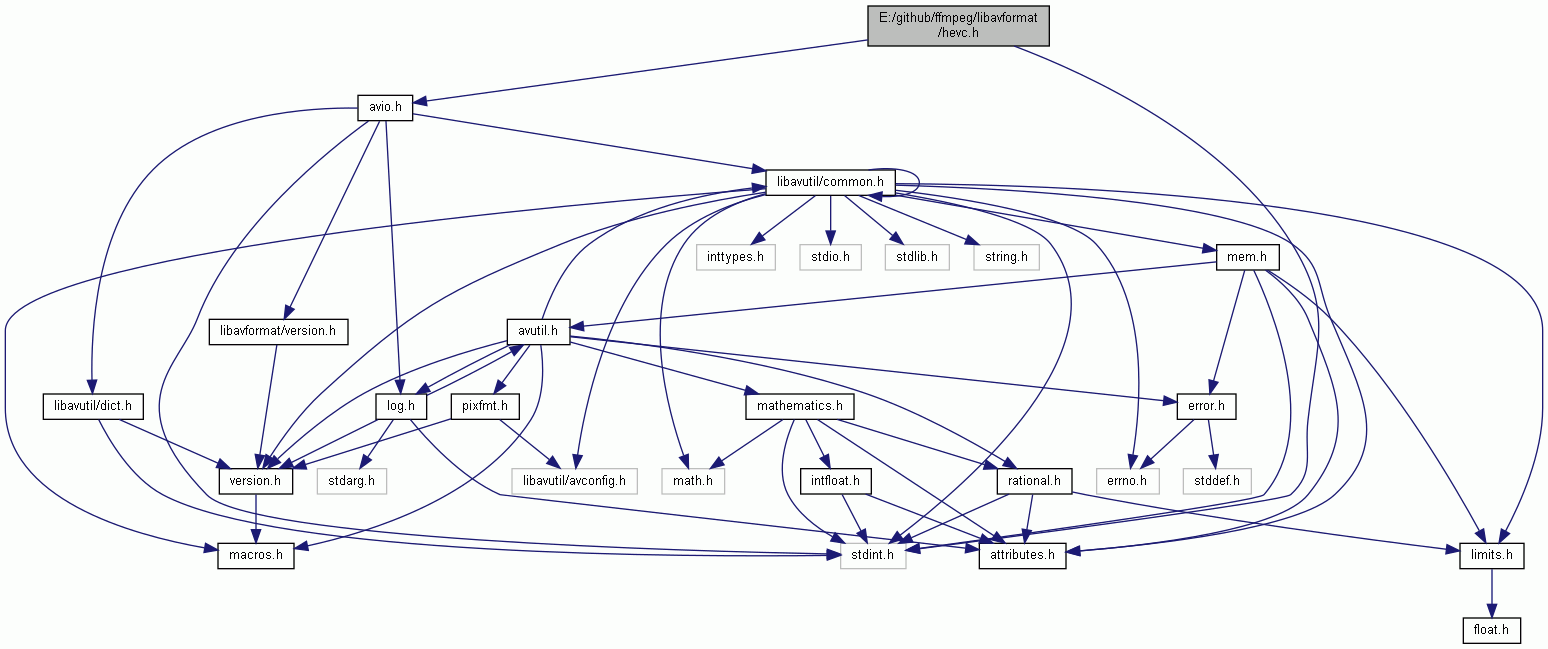 E:/github/ffmpeg/libavformat
/hevc.h
avio.h
libavutil/common.h
inttypes.h
stdio.h
stdlib.h
string.h
mem.h
libavformat/version.h
avutil.h
libavutil/dict.h
log.h
pixfmt.h
mathematics.h
error.h
version.h
stdarg.h
libavutil/avconfig.h
math.h
intfloat.h
rational.h
errno.h
stddef.h
macros.h
stdint.h
attributes.h
limits.h
float.h